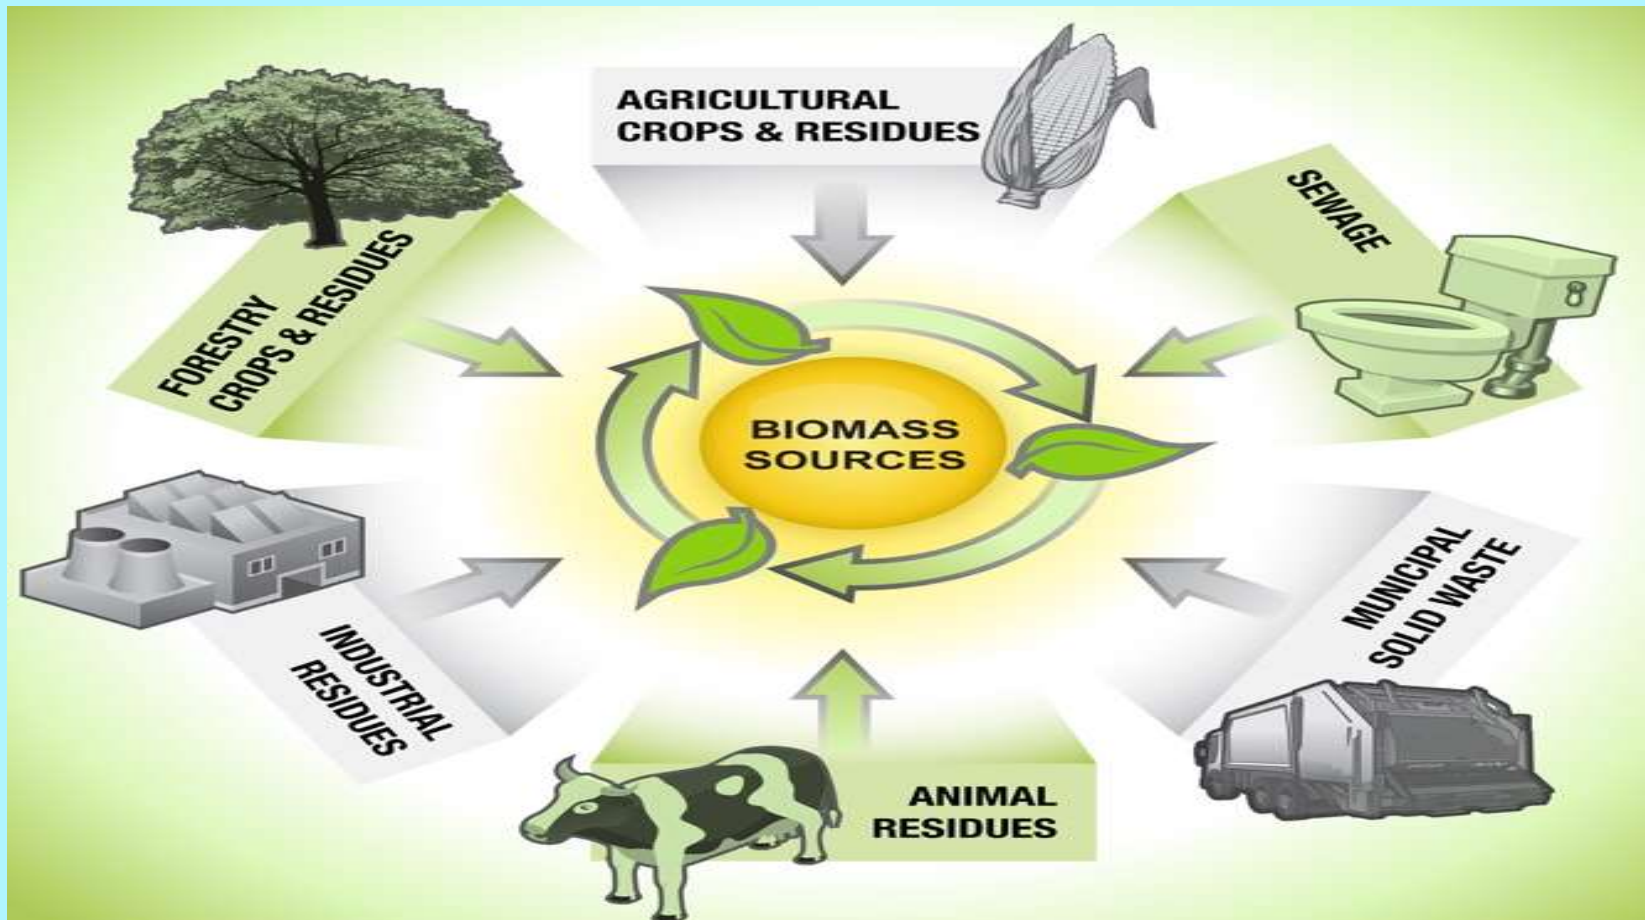 AGRICULTURAL
CROPS & RESIDUES
SEWAGE
FORESTRY
CROPS & RESIDUES
BIOMASS
SOURCES
MUNICIPAL
SOLID WASTE
INDUSTRIAL
RESIDUES
ANIMAL
RESIDUES